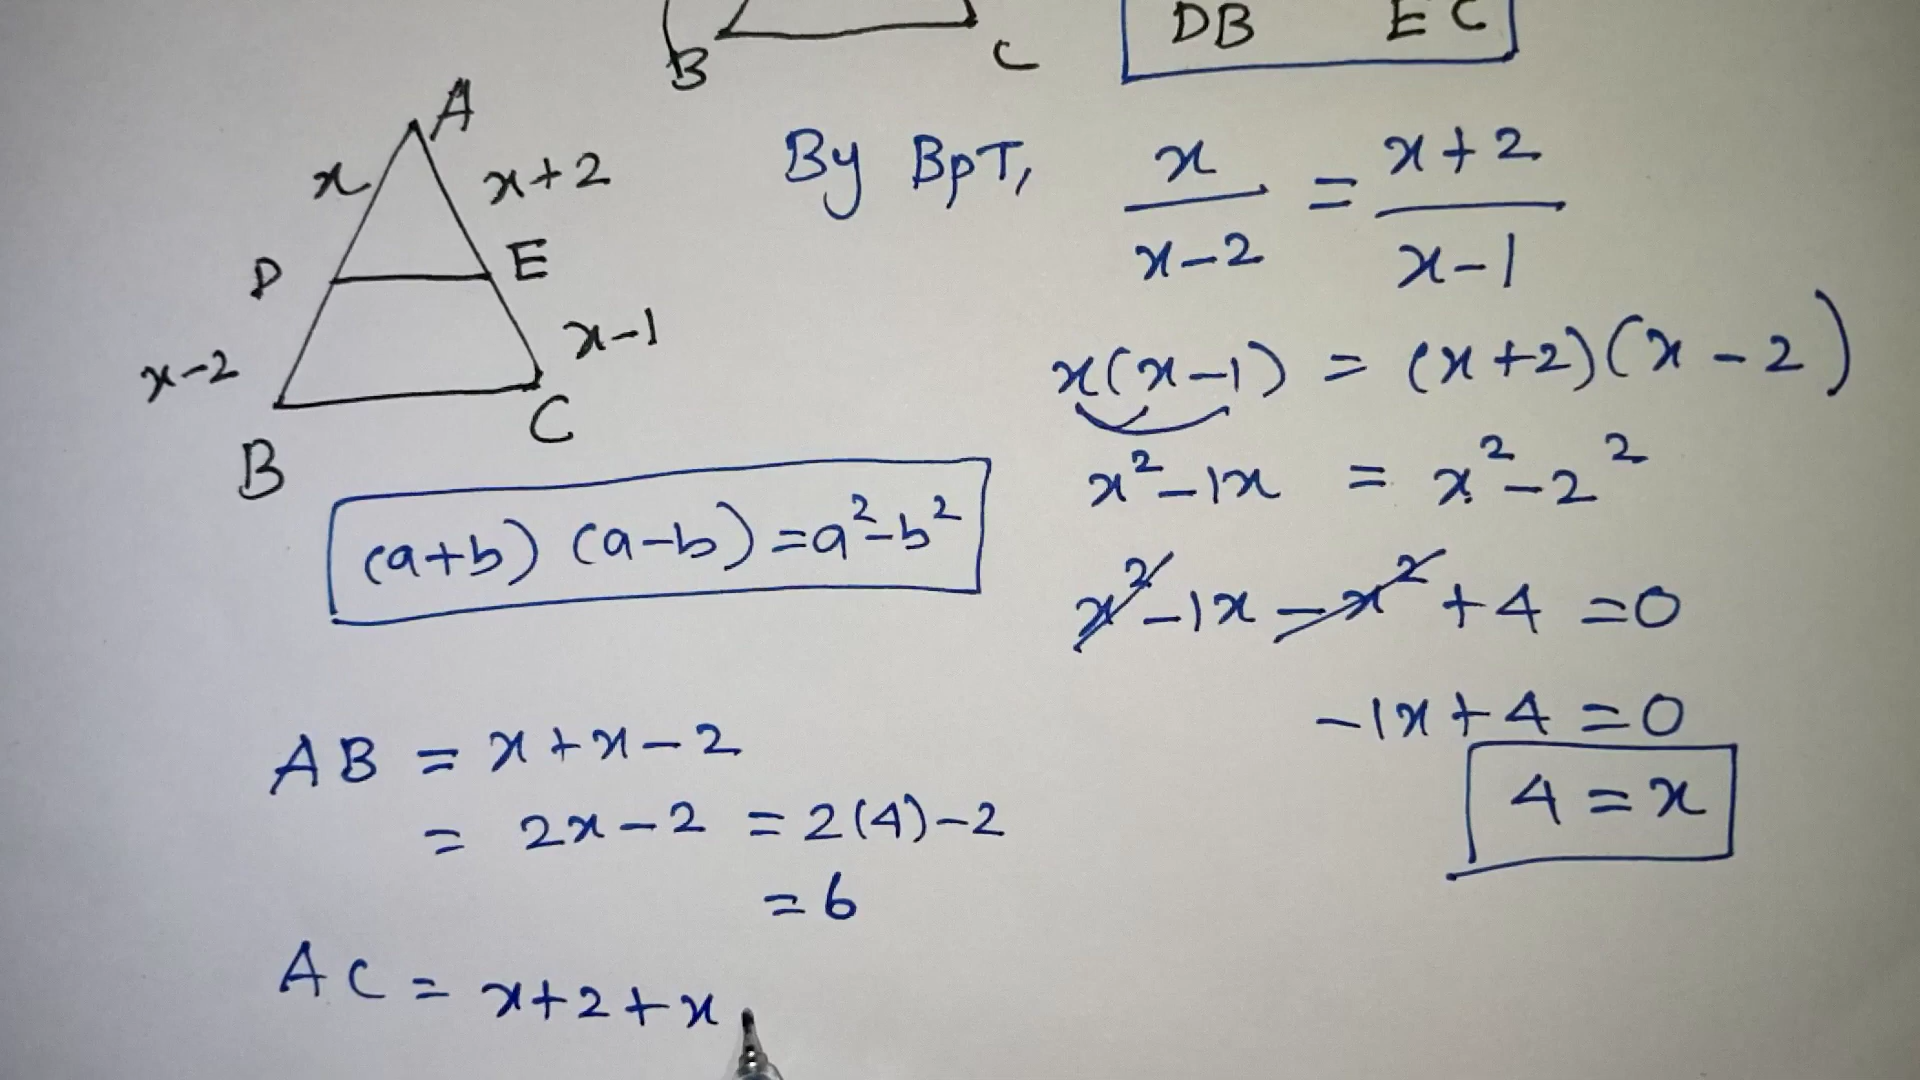 B C
DB EC
A
x x+2
D E
x-2 x-1
B C
By BPT, x/x-2 = x+2/x-1
x(x-1) = (x+2)(x-2)
x²-1x = x²-2²
(a+b) (a-b) = a²-b²
x²-1x-x²+4=0
-1x+4=0
4=x
AB = x+x-2
= 2x-2 = 2(4)-2
= 6
AC = x+2+x